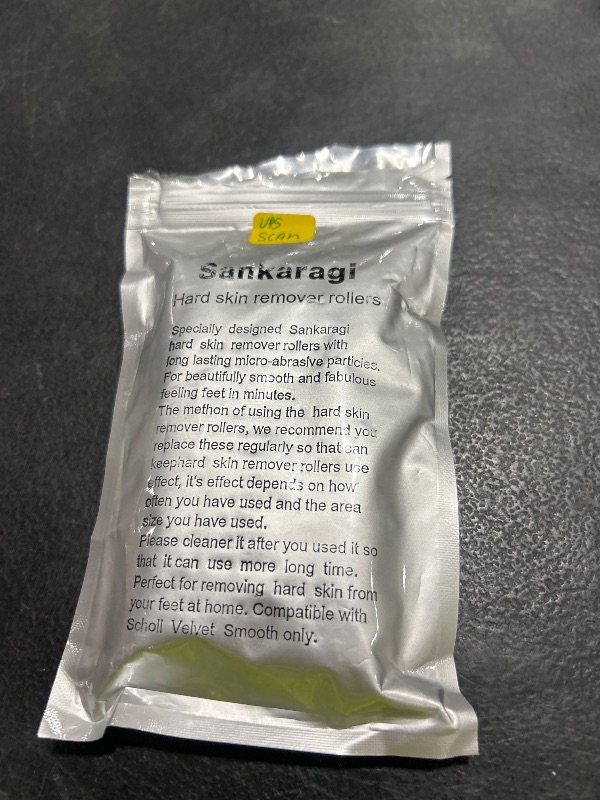 VIS
SCAN
Sankaragi
Hard skin remover rollers
Specially designed Sankaragi
hard skin remover rollers with
long lasting micro-abrasive particies.
For beautifully smooth and fabulous
feeling feet in minutes.
The methon of using the hard skin
remover rollers, we recommend you
replace these regularly so that can
keephard skin remover rollers use
effect, it's effect depends on how
often you have used and the area
size you have used.
Please cleaner it after you used it so
that it can use more long time.
Perfect for removing hard skin from
your feet at home. Compatible with
Scholl Velvet Smooth only.